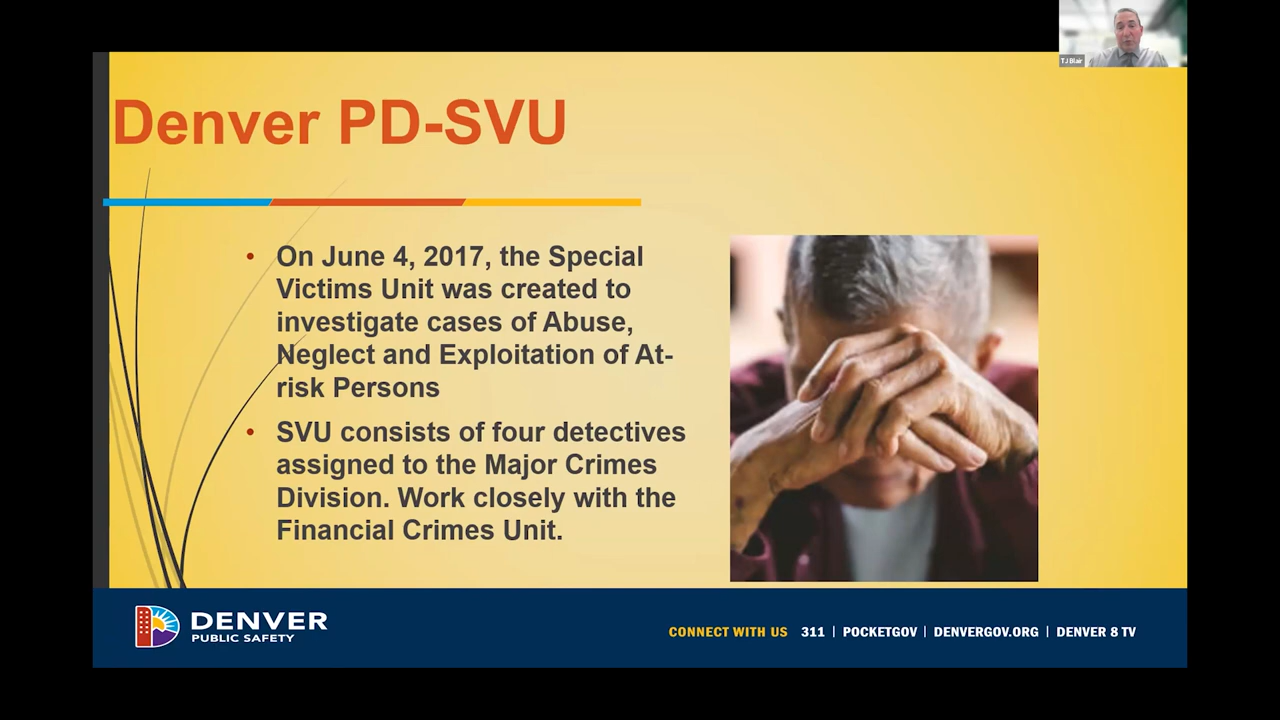 TJ Blair
Denver PD-SVU
• On June 4, 2017, the Special
Victims Unit was created to
investigate cases of Abuse,
Neglect and Exploitation of At-
risk Persons
• SVU consists of four detectives
assigned to the Major Crimes
Division. Work closely with the
Financial Crimes Unit.
DENVER
PUBLIC SAFETY
CONNECT WITH US 311 | POCKETGOV | DENVERGOV.ORG | DENVER 8 TV